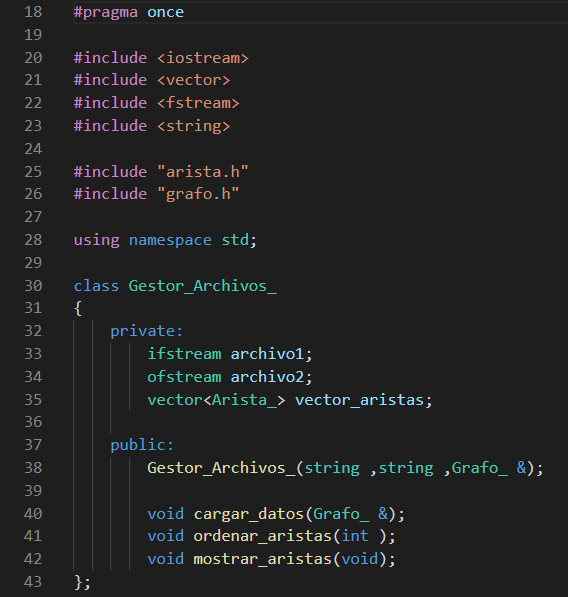 18 #pragma once
19
20 #include <iostream>
21 #include <vector>
22 #include <fstream>
23 #include <string>
24
25 #include "arista.h"
26 #include "grafo.h"
27
28 using namespace std;
29
30 class Gestor_Archivos_
31 {
32     private:
33         ifstream archivo1;
34         ofstream archivo2;
35         vector<Arista_> vector_aristas;
36
37     public:
38         Gestor_Archivos_(string ,string ,Grafo_ &);
39
40         void cargar_datos(Grafo_ &);
41         void ordenar_aristas(int );
42         void mostrar_aristas(void);
43 };